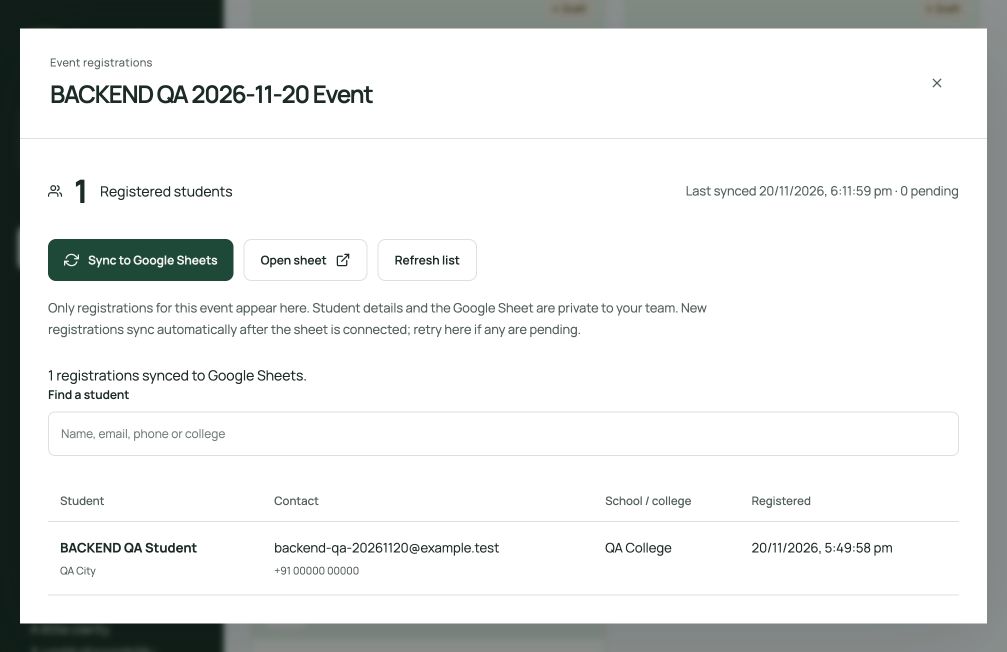 Event registrations
BACKEND QA 2026-11-20 Event
1 Registered students
Last synced 20/11/2026, 6:11:59 pm · 0 pending
Sync to Google Sheets
Open sheet
Refresh list
Only registrations for this event appear here. Student details and the Google Sheet are private to your team. New
registrations sync automatically after the sheet is connected; retry here if any are pending.
1 registrations synced to Google Sheets.
Find a student
Name, email, phone or college
Student Contact School / college Registered
BACKEND QA Student backend-qa-20261120@example.test QA College 20/11/2026, 5:49:58 pm
QA City +91 00000 00000